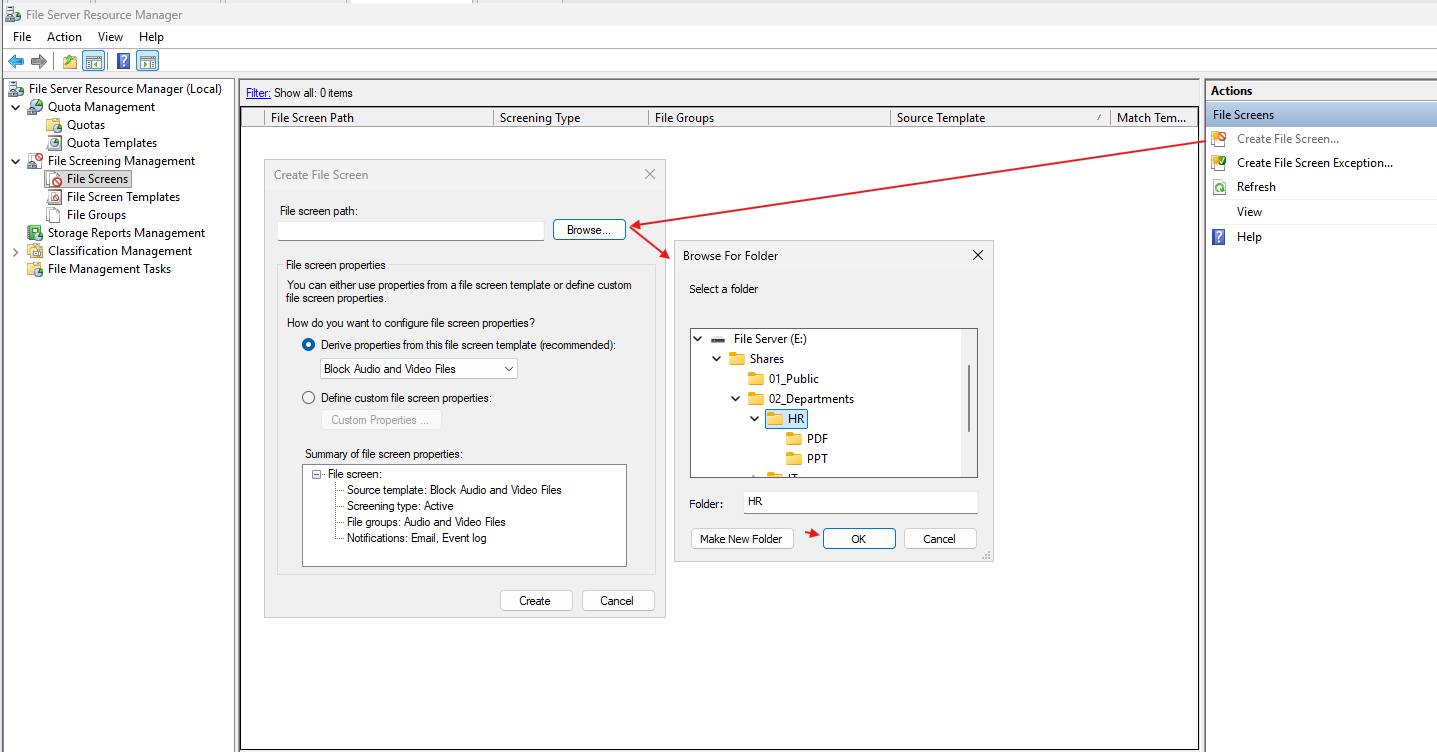 File Server Resource Manager
File Action View Help
File Server Resource Manager (Local)
Quota Management
Quotas
Quota Templates
File Screening Management
File Screens
File Screen Templates
File Groups
Storage Reports Management
Classification Management
File Management Tasks
Filter: Show all: 0 items
File Screen Path Screening Type File Groups Source Template Match Tem...
Create File Screen
File screen path:
Browse...
File screen properties
You can either use properties from a file screen template or define custom
file screen properties.
How do you want to configure file screen properties?
Derive properties from this file screen template (recommended):
Block Audio and Video Files
Define custom file screen properties:
Custom Properties ...
Summary of file screen properties:
File screen:
Source template: Block Audio and Video Files
Screening type: Active
File groups: Audio and Video Files
Notifications: Email, Event log
Create Cancel
Browse For Folder
Select a folder
File Server (E:)
Shares
01_Public
02_Departments
HR
PDF
PPT
IT
Folder: HR
Make New Folder OK Cancel
Actions
File Screens
Create File Screen...
Create File Screen Exception...
Refresh
View
Help